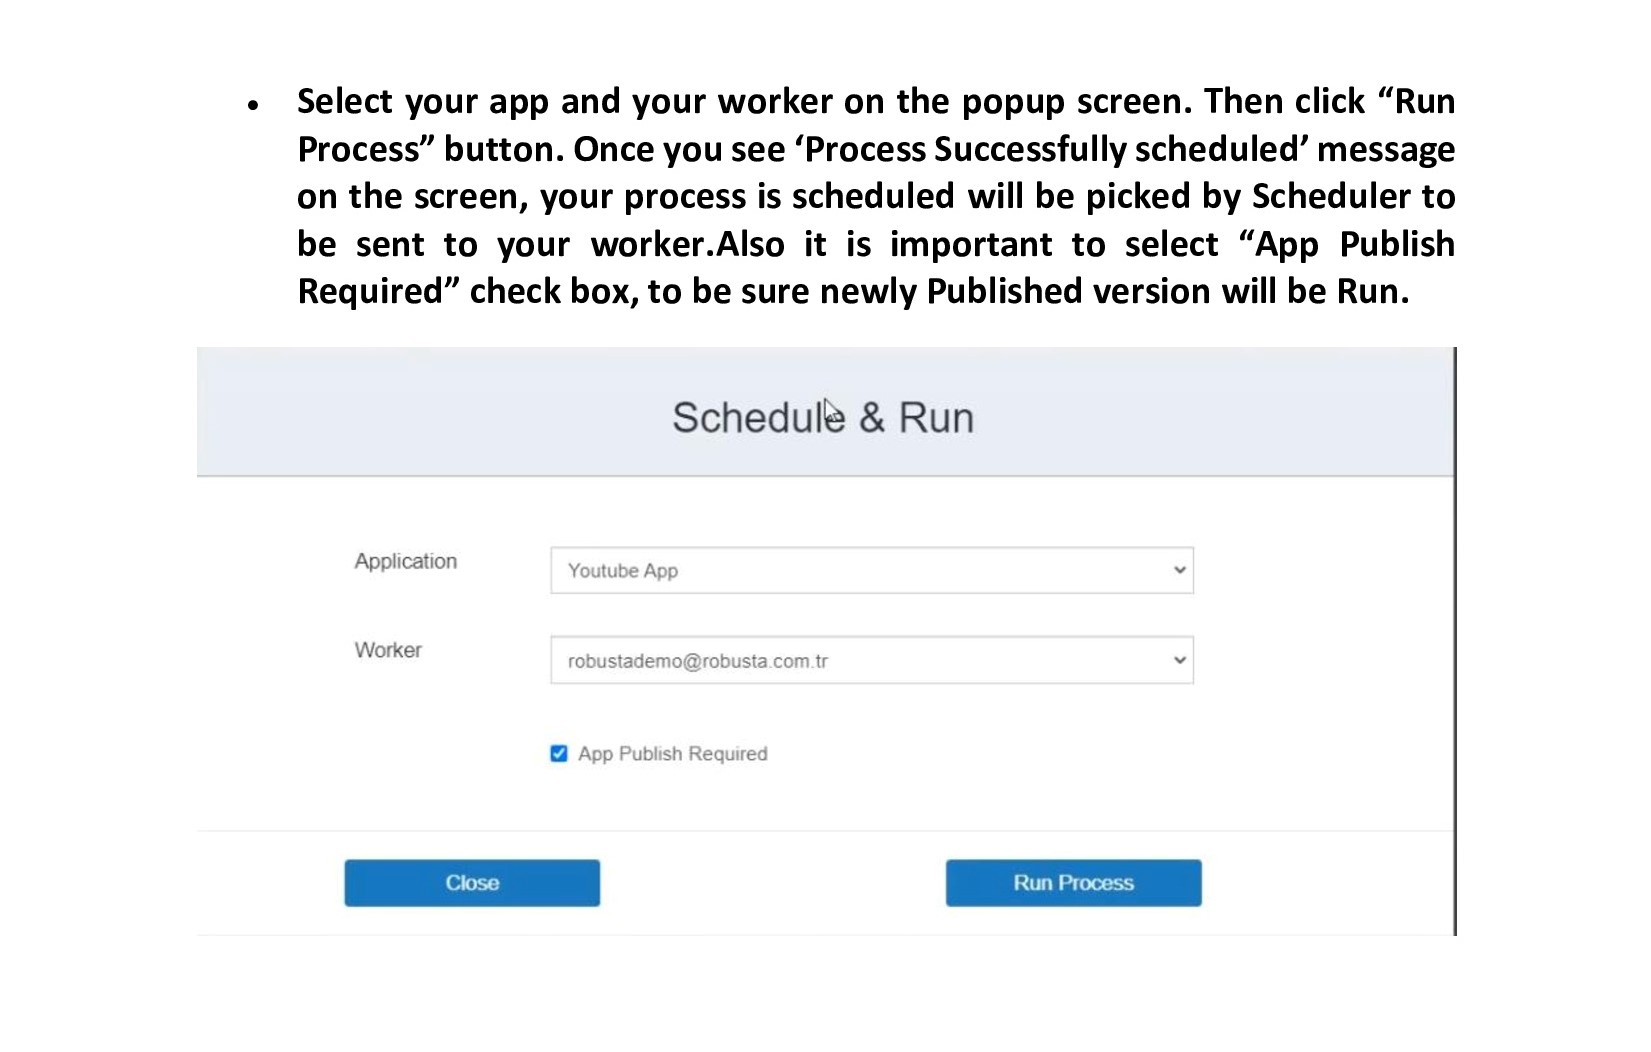 • Select your app and your worker on the popup screen. Then click “Run
Process” button. Once you see ‘Process Successfully scheduled’ message
on the screen, your process is scheduled will be picked by Scheduler to
be sent to your worker.Also it is important to select “App Publish
Required” check box, to be sure newly Published version will be Run.
Schedule & Run
Application
Youtube App
Worker
robustademo@robusta.com.tr
App Publish Required
Close
Run Process